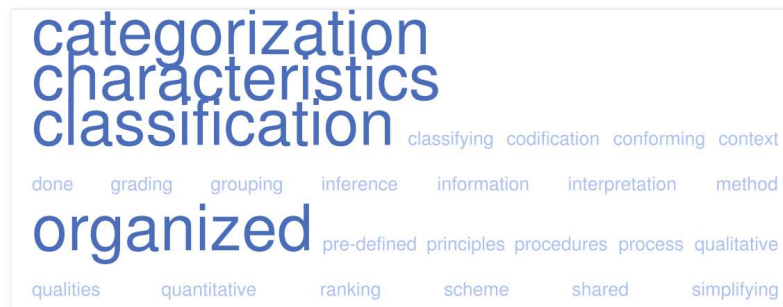 categorization
characteristics
classification classifying codification conforming context
done grading grouping inference information interpretation method
organized pre-defined principles procedures process qualitative
qualities quantitative ranking scheme shared simplifying